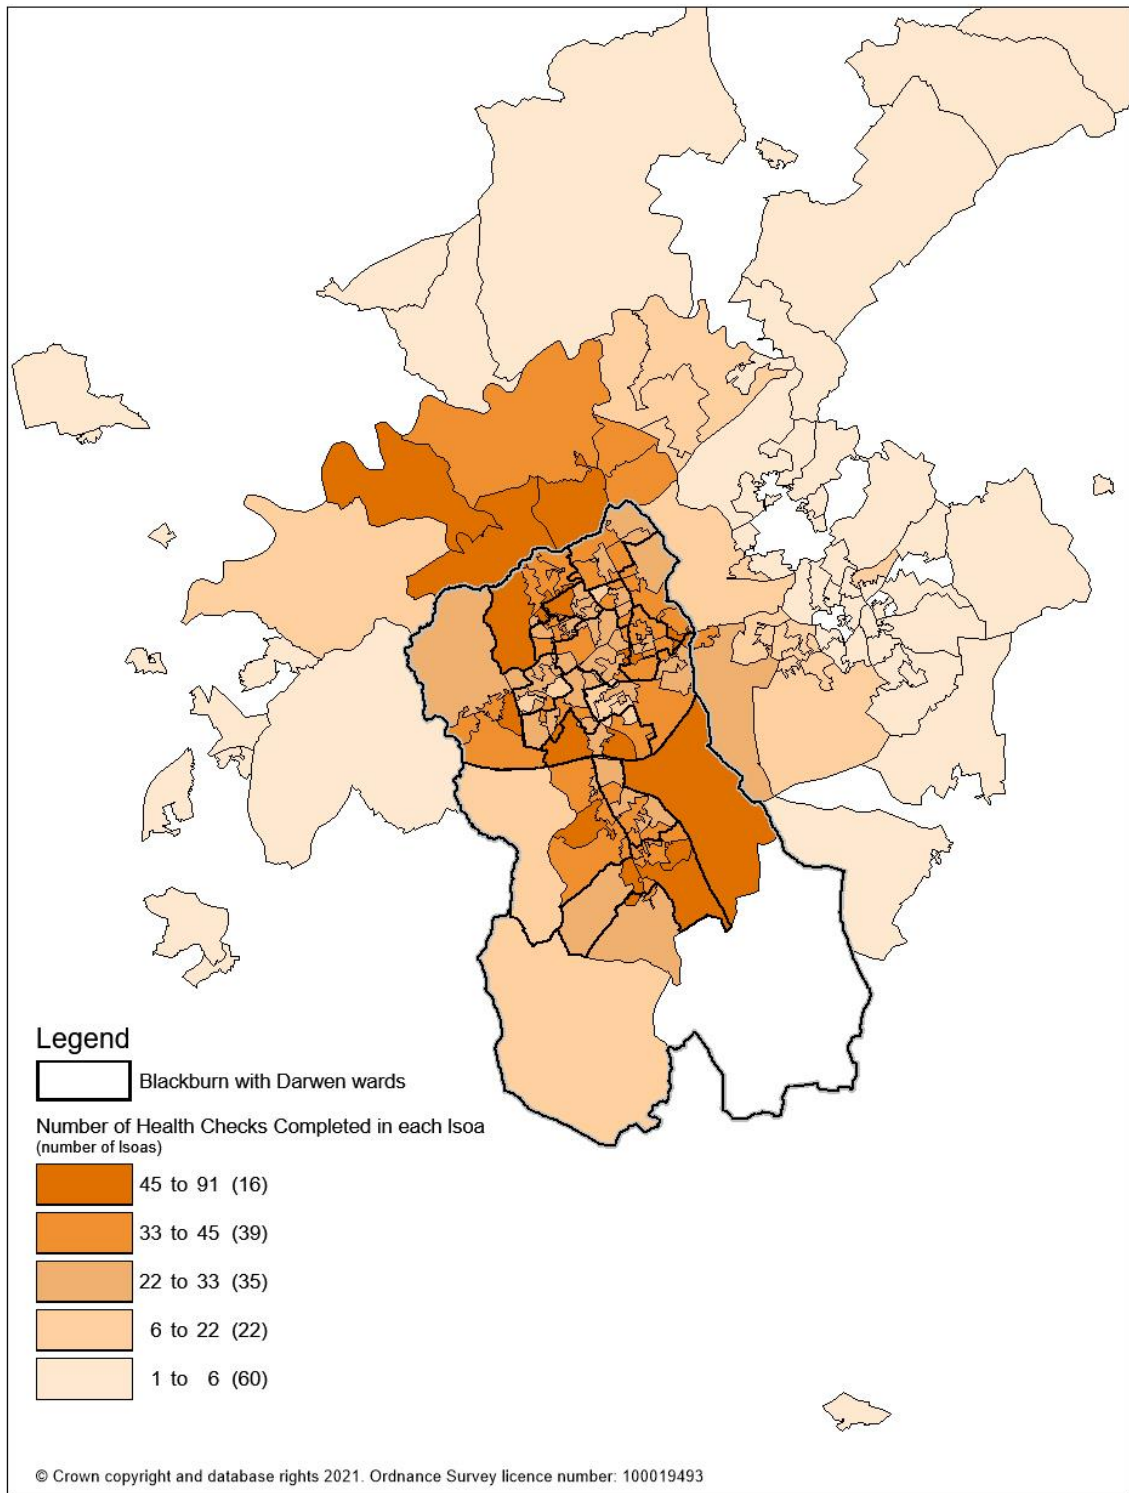 Legend
Blackburn with Darwen wards
Number of Health Checks Completed in each lsoa
(number of lsoas)
45 to 91 (16)
33 to 45 (39)
22 to 33 (35)
6 to 22 (22)
1 to 6 (60)
© Crown copyright and database rights 2021. Ordnance Survey licence number: 100019493